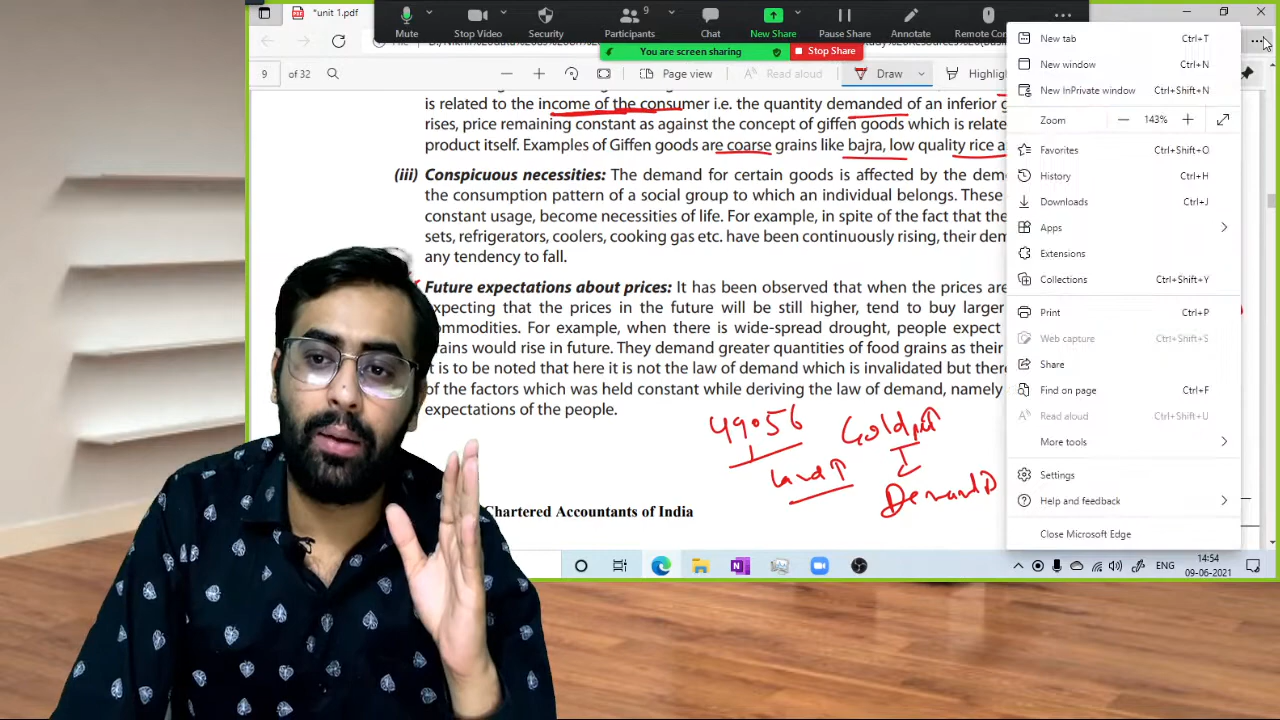 *unit 1.pdf
9
Mute
Stop Video
Security
Participants
Chat
New Share
Pause Share
Annotate
Remote Con
You are screen sharing
Stop Share
9 of 32
Page view
Read aloud
Draw
Highligh
is related to the income of the consumer i.e. the quantity demanded of an inferior g
rises, price remaining constant as against the concept of giffen goods which is relate
product itself. Examples of Giffen goods are coarse grains like bajra, low quality rice a
(iii) Conspicuous necessities: The demand for certain goods is affected by the dem
the consumption pattern of a social group to which an individual belongs. These
constant usage, become necessities of life. For example, in spite of the fact that the
sets, refrigerators, coolers, cooking gas etc. have been continuously rising, their dem
any tendency to fall.
Future expectations about prices: It has been observed that when the prices are
expecting that the prices in the future will be still higher, tend to buy larger
ommodities. For example, when there is wide-spread drought, people expect
rains would rise in future. They demand greater quantities of food grains as their
t is to be noted that here it is not the law of demand which is invalidated but ther
of the factors which was held constant while deriving the law of demand, namely
expectations of the people.
49056
Gold
Land↑
Demand
Chartered Accountants of India
New tab Ctrl+T
New window Ctrl+N
New InPrivate window Ctrl+Shift+N
Zoom 143%
Favorites Ctrl+Shift+O
History Ctrl+H
Downloads Ctrl+J
Apps
Extensions
Collections Ctrl+Shift+Y
Print Ctrl+P
Web capture Ctrl+Shift+S
Share
Find on page Ctrl+F
Read aloud Ctrl+Shift+U
More tools
Settings
Help and feedback
Close Microsoft Edge
ENG
14:54
09-06-2021